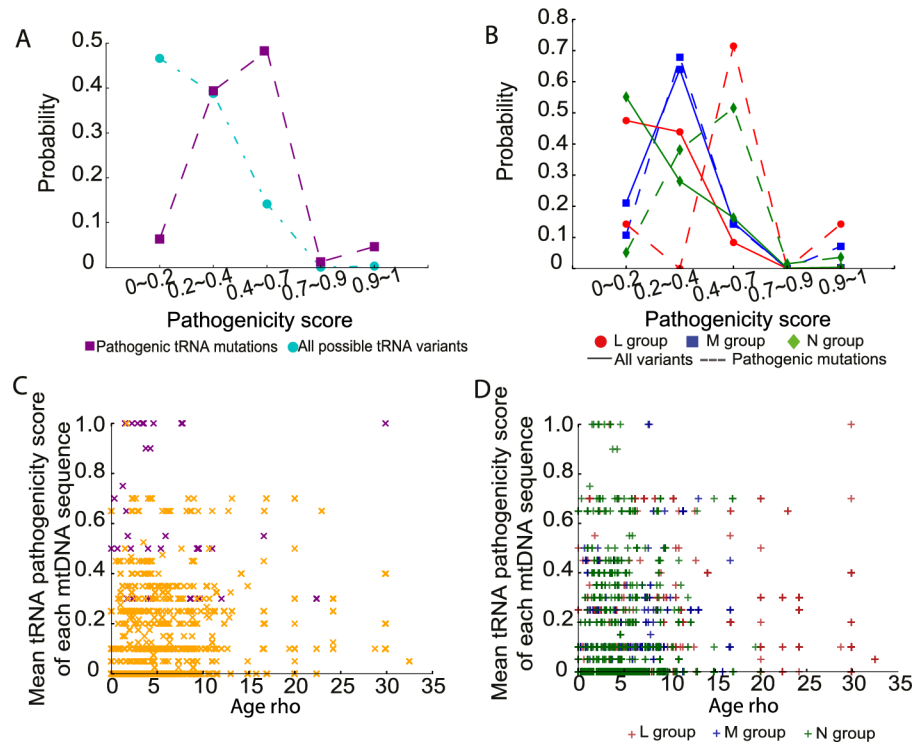 A
Probability
0.5
0.4
0.3
0.2
0.1
0
0~0.2
0.2~0.4
0.4~0.7
0.7~0.9
0.9~1
Pathogenicity score
Pathogenic tRNA mutations
All possible tRNA variants
B
Probability
0.8
0.7
0.6
0.5
0.4
0.3
0.2
0.1
0
0~0.2
0.2~0.4
0.4~0.7
0.7~0.9
0.9~1
Pathogenicity score
L group M group N group
All variants Pathogenic mutations
C
Mean tRNA pathogenicity score
of each mtDNA sequence
1.0
0.8
0.6
0.4
0.2
0
0 5 10 15 20 25 30 35
Age rho
D
Mean tRNA pathogenicity score
of each mtDNA sequence
1.0
0.8
0.6
0.4
0.2
0
0 5 10 15 20 25 30 35
Age rho
L group M group N group